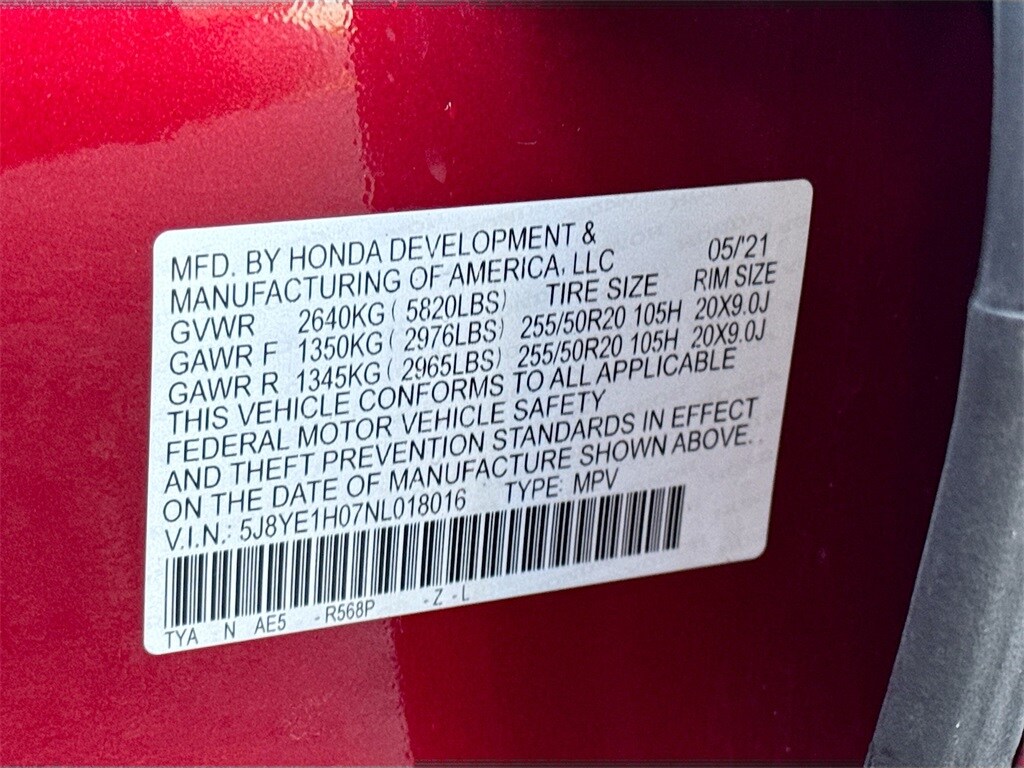 MFD. BY HONDA DEVELOPMENT & 05/'21
MANUFACTURING OF AMERICA, LLC
GVWR 2640KG ( 5820LBS) TIRE SIZE RIM SIZE
GAWR F 1350KG ( 2976LBS) 255/50R20 105H 20X9.0J
GAWR R 1345KG ( 2965LBS) 255/50R20 105H 20X9.0J
THIS VEHICLE CONFORMS TO ALL APPLICABLE
FEDERAL MOTOR VEHICLE SAFETY
AND THEFT PREVENTION STANDARDS IN EFFECT
ON THE DATE OF MANUFACTURE SHOWN ABOVE.
V.I.N.: 5J8YE1H07NL018016 TYPE: MPV
TYA N AE5 -R568P -Z -L